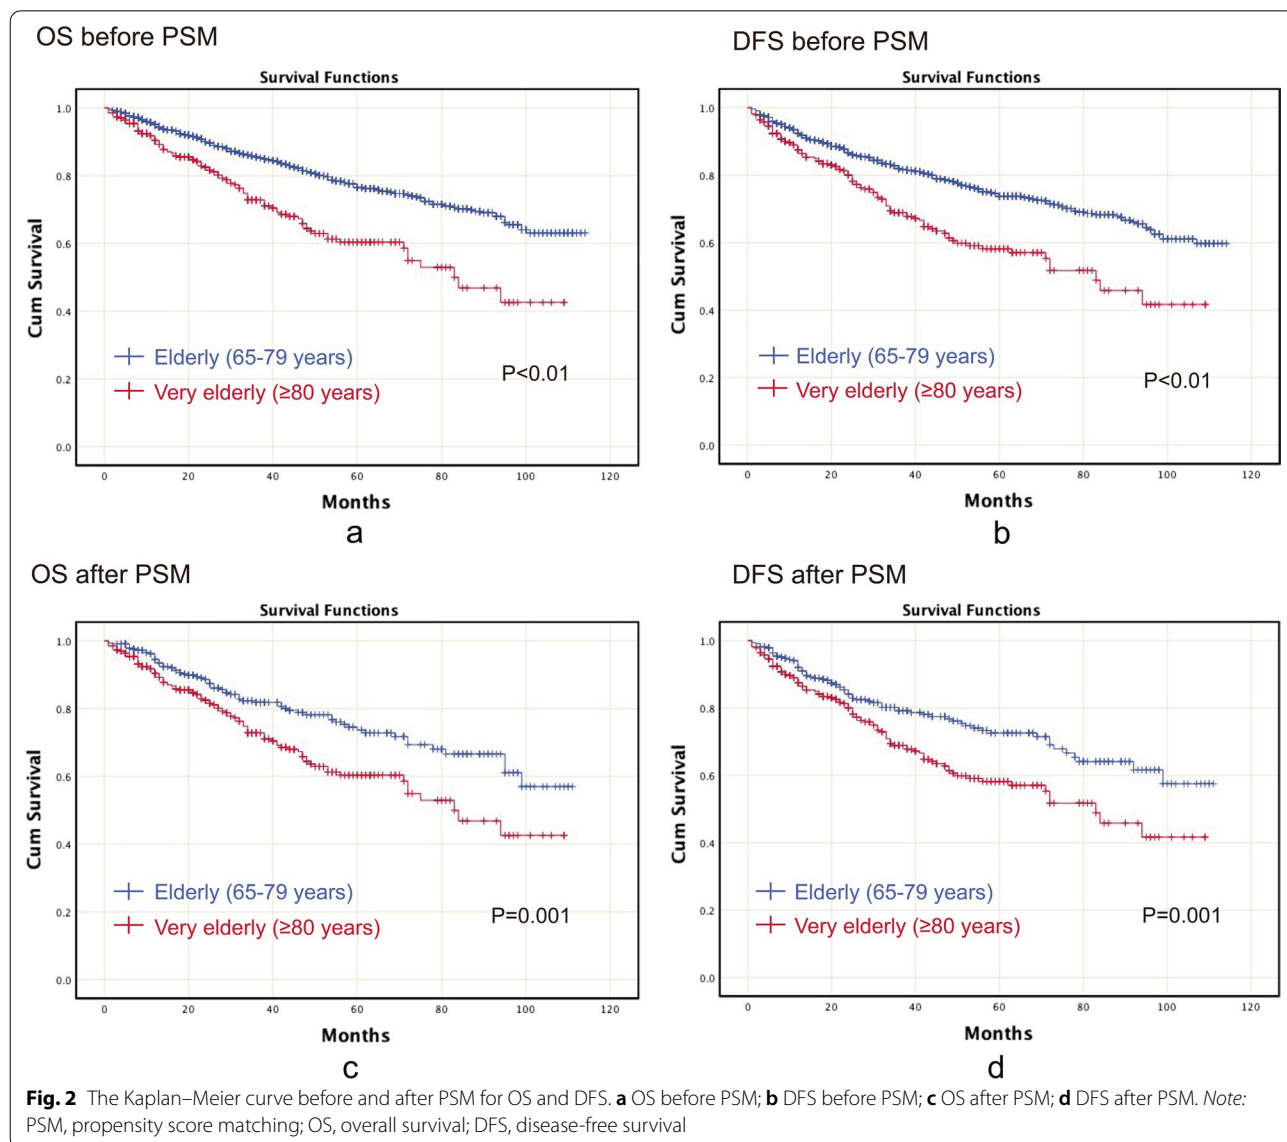 OS before PSM
Survival Functions
1.0
0.8
0.6
0.4
0.2
0.0
Cum Survival
Elderly (65-79 years)
Very elderly (≥80 years)
P<0.01
0 20 40 60 80 100 120
Months
a
DFS before PSM
Survival Functions
1.0
0.8
0.6
0.4
0.2
0.0
Cum Survival
Elderly (65-79 years)
Very elderly (≥80 years)
P<0.01
0 20 40 60 80 100 120
Months
b
OS after PSM
Survival Functions
1.0
0.8
0.6
0.4
0.2
0.0
Cum Survival
Elderly (65-79 years)
Very elderly (≥80 years)
P=0.001
0 20 40 60 80 100 120
Months
c
DFS after PSM
Survival Functions
1.0
0.8
0.6
0.4
0.2
0.0
Cum Survival
Elderly (65-79 years)
Very elderly (≥80 years)
P=0.001
0 20 40 60 80 100 120
Months
d
Fig. 2 The Kaplan–Meier curve before and after PSM for OS and DFS. a OS before PSM; b DFS before PSM; c OS after PSM; d DFS after PSM. Note:
PSM, propensity score matching; OS, overall survival; DFS, disease-free survival